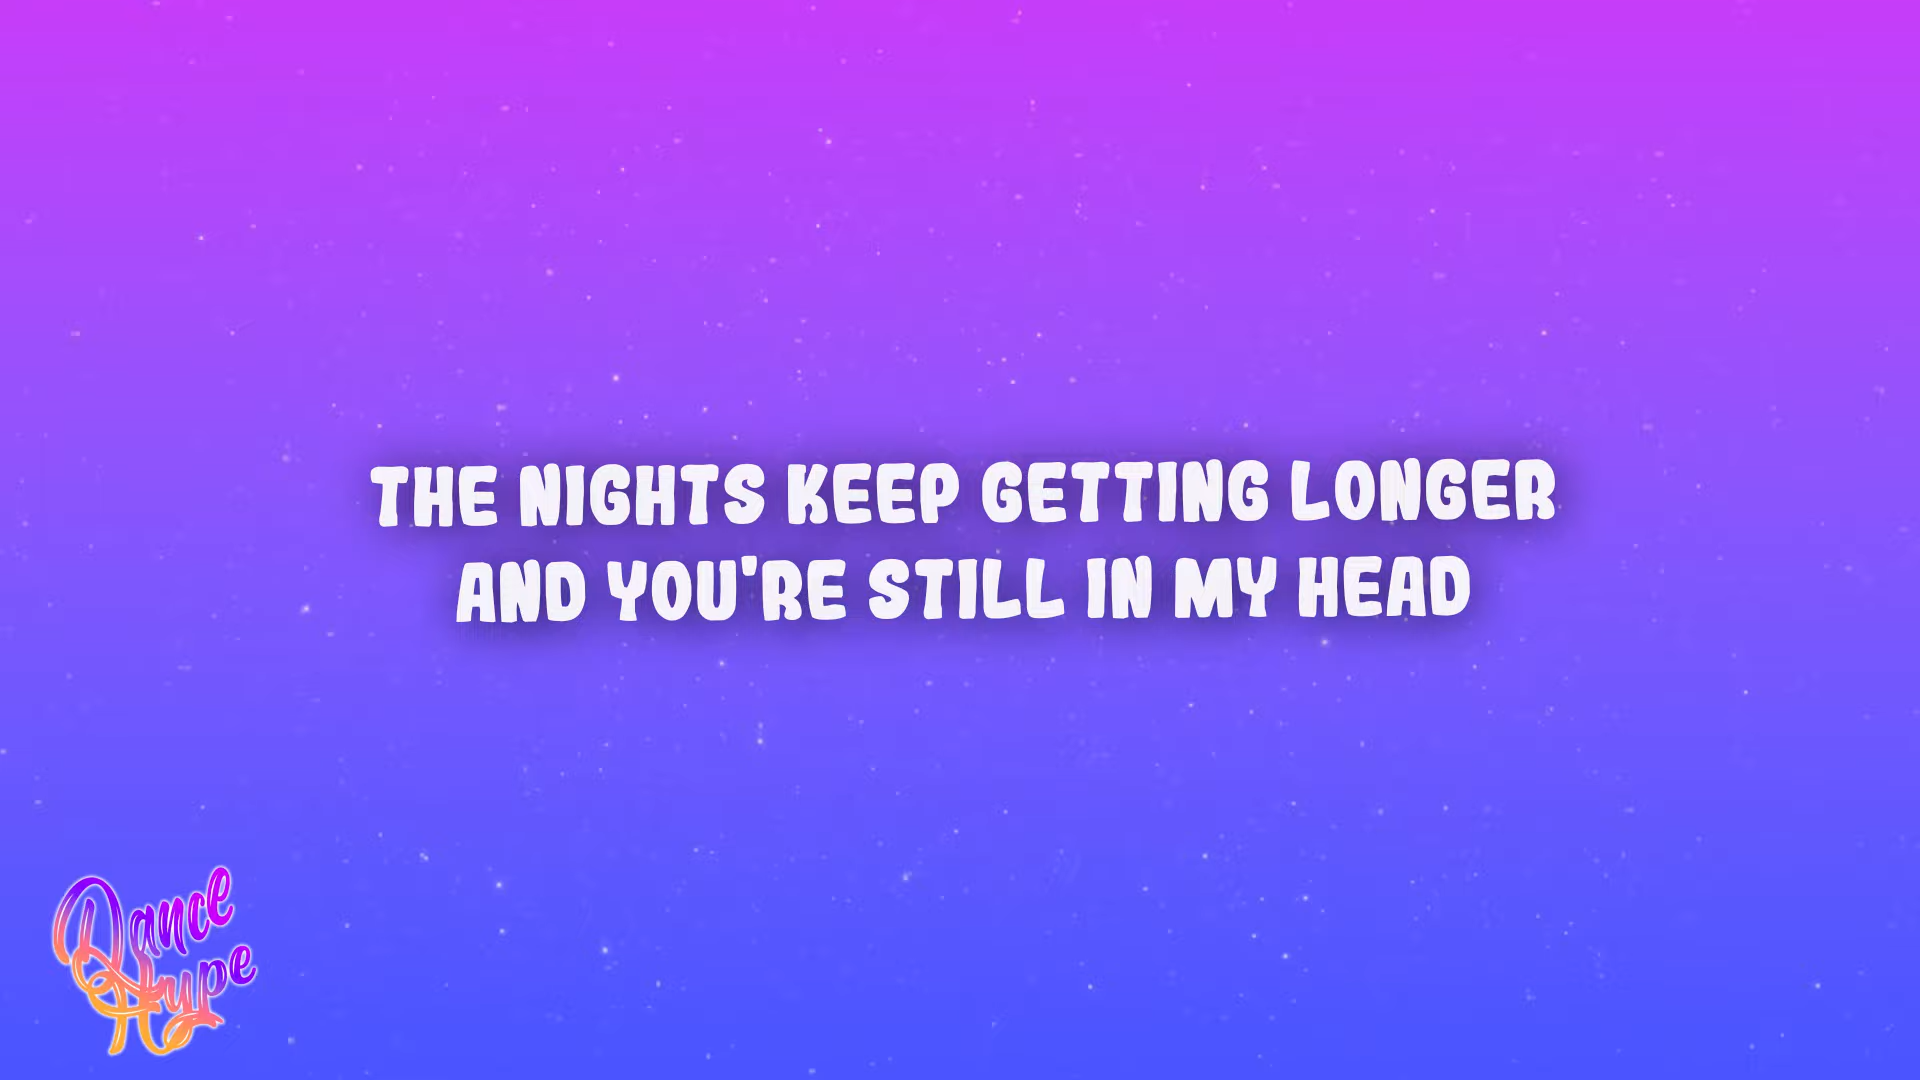 THE NIGHTS KEEP GETTING LONGER
AND YOU'RE STILL IN MY HEAD
Dance
Hype